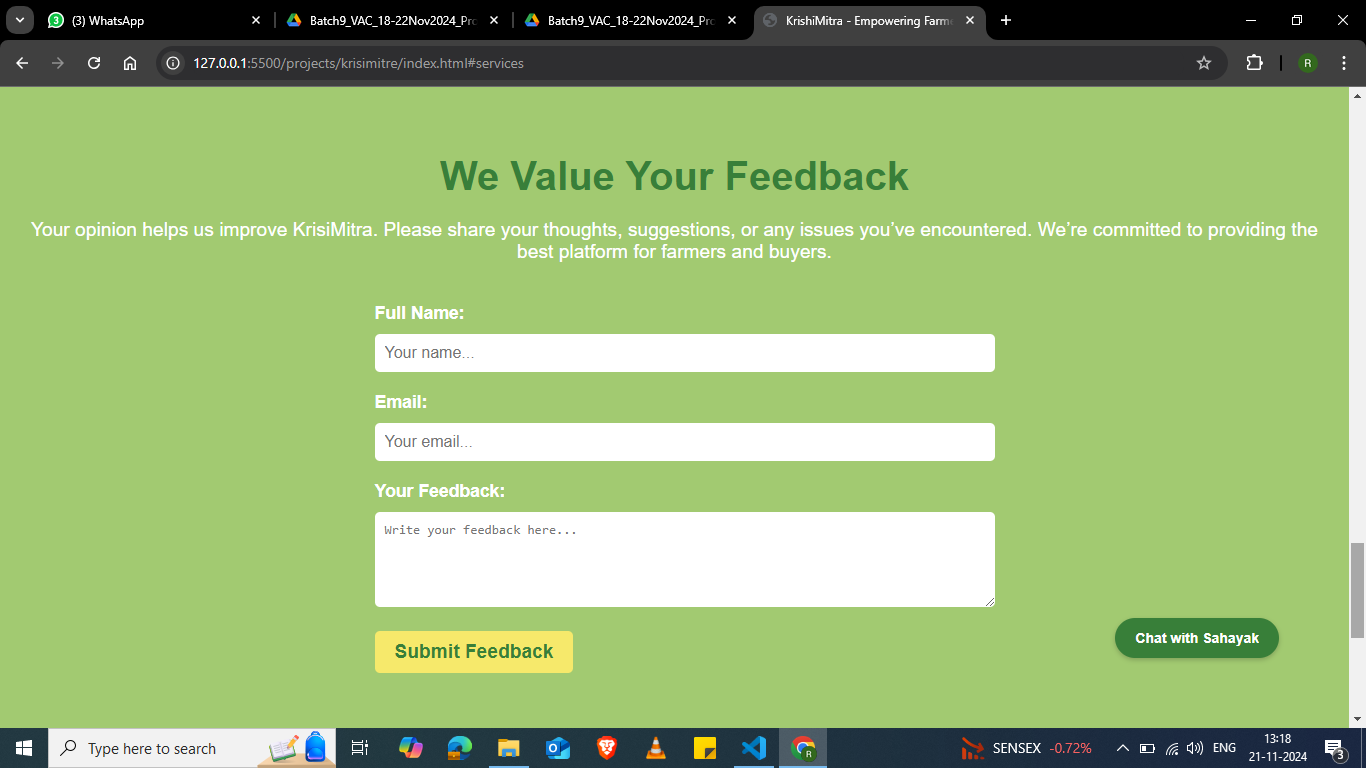 (3) WhatsApp
Batch9_VAC_18-22Nov2024_Pro
Batch9_VAC_18-22Nov2024_Pro
KrishiMitra - Empowering Farme
127.0.0.1:5500/projects/krisimitre/index.html#services
R
We Value Your Feedback
Your opinion helps us improve KrisiMitra. Please share your thoughts, suggestions, or any issues you’ve encountered. We’re committed to providing the
best platform for farmers and buyers.
Full Name:
Your name...
Email:
Your email...
Your Feedback:
Write your feedback here...
Submit Feedback
Chat with Sahayak
Type here to search
SENSEX -0.72%
ENG
13:18
21-11-2024
3